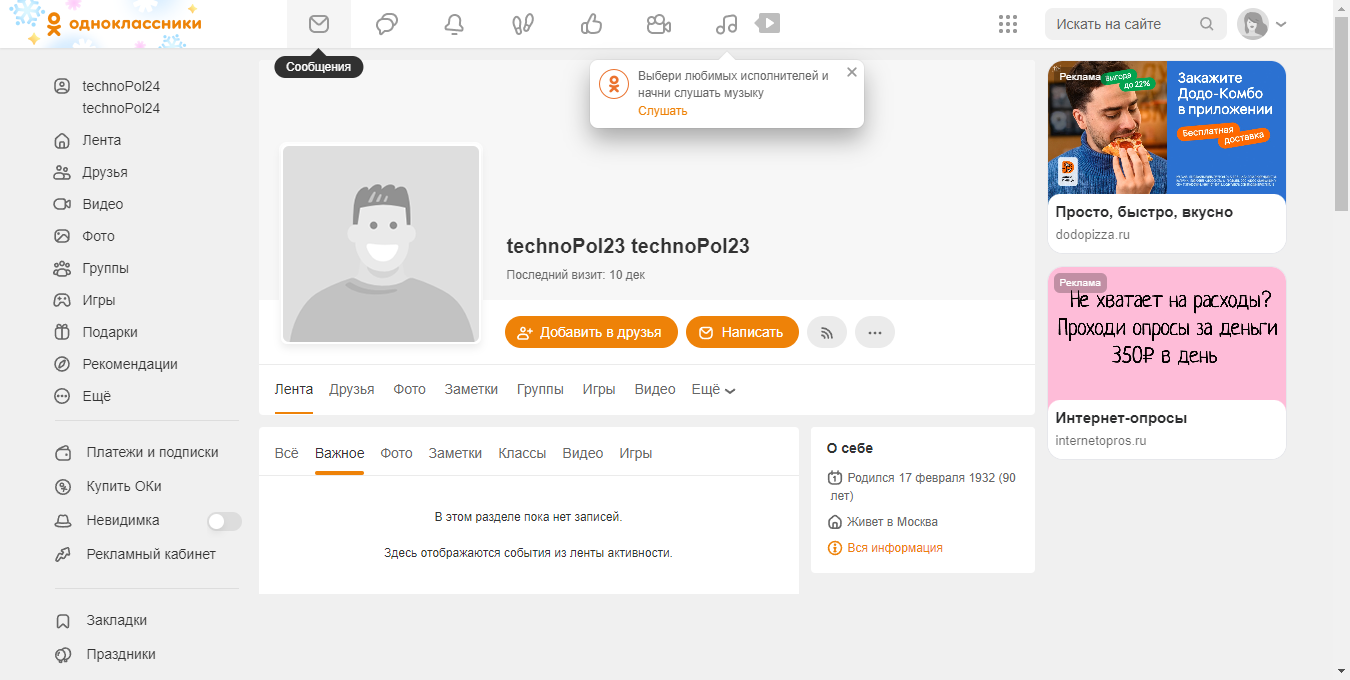 одноклассники
Искать на сайте
Сообщения
Выбери любимых исполнителей и
начни слушать музыку
Слушать
technoPol24
technoPol24
Лента
Друзья
Видео
Фото
Группы
Игры
Подарки
Рекомендации
Ещё
Платежи и подписки
Купить ОКи
Невидимка
Рекламный кабинет
Закладки
Праздники
technoPol23 technoPol23
Последний визит: 10 дек
Добавить в друзья
Написать
Лента Друзья Фото Заметки Группы Игры Видео Ещё
Всё Важное Фото Заметки Классы Видео Игры
В этом разделе пока нет записей.
Здесь отображаются события из ленты активности.
О себе
Родился 17 февраля 1932 (90
лет)
Живет в Москва
Вся информация
Реклама
выгода
до 22%
Закажите
Додо-Комбо
в приложении
Бесплатная
доставка
Просто, быстро, вкусно
dodopizza.ru
Реклама
Не хватает на расходы?
Проходи опросы за деньги
350₽ в день
Интернет-опросы
internetopros.ru